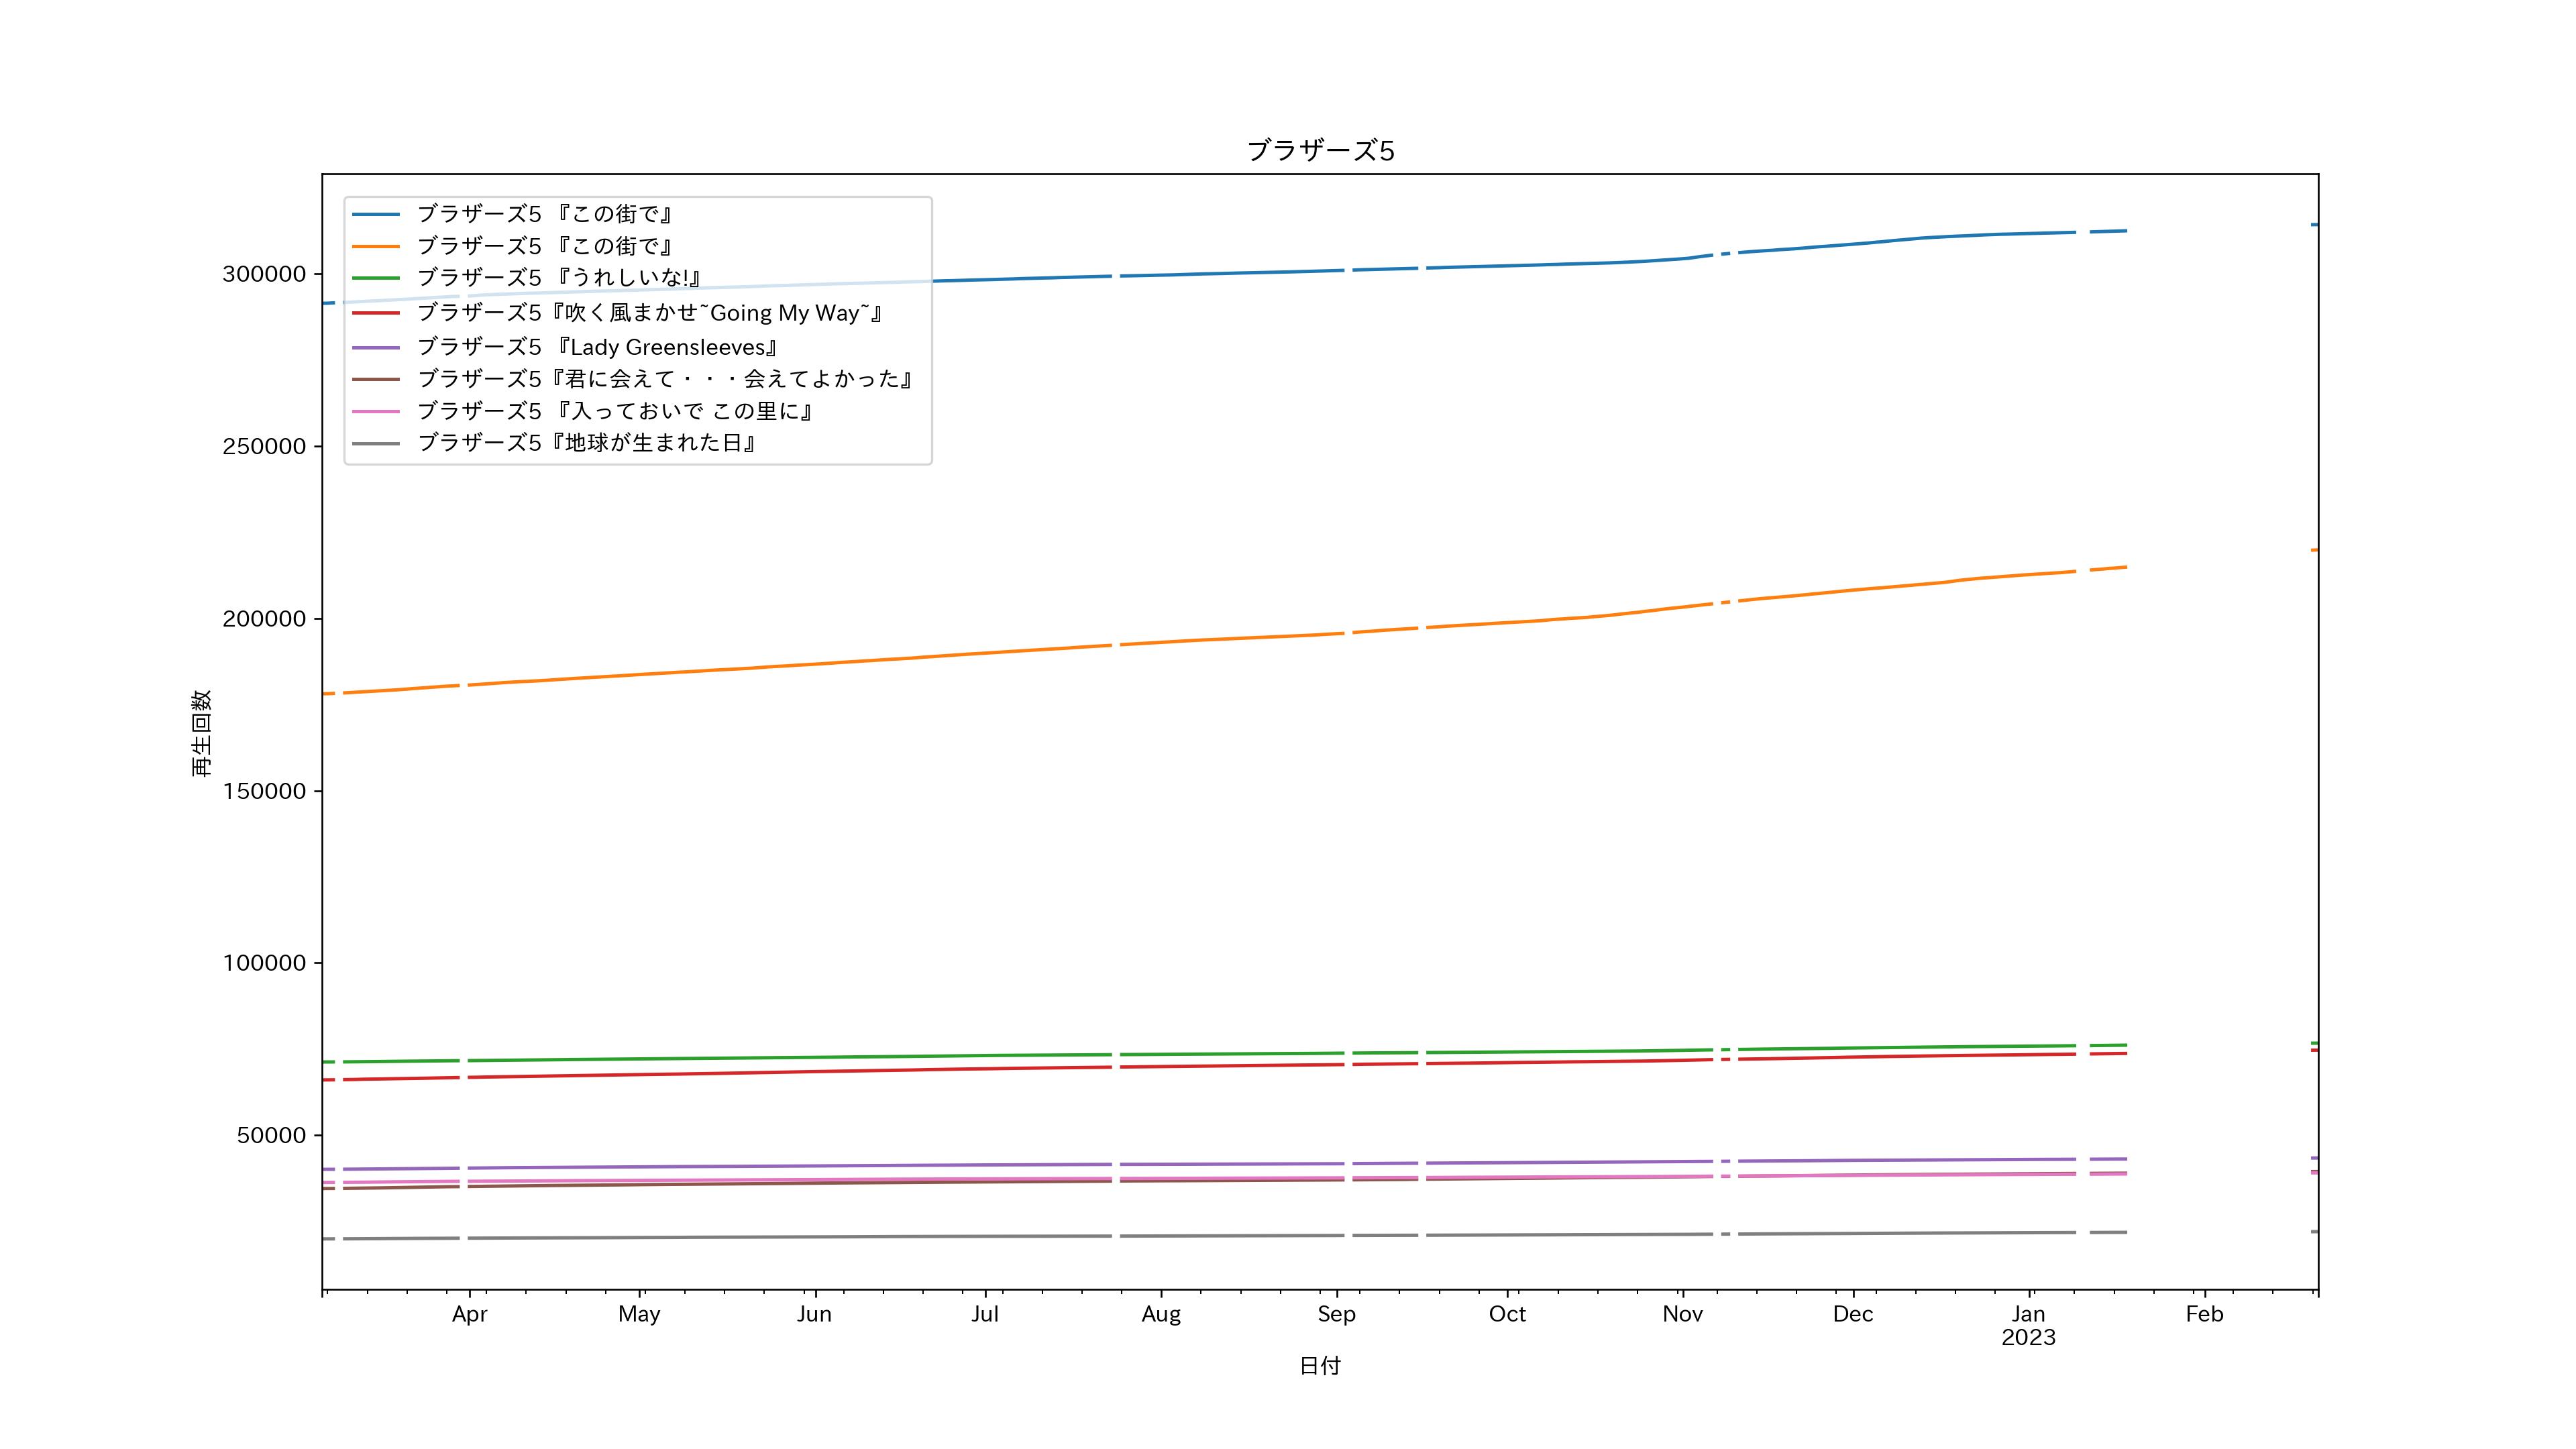 ブラザーズ5
ブラザーズ5 『この街で』
ブラザーズ5 『この街で』
ブラザーズ5 『うれしいな!』
ブラザーズ5『吹く風まかせ~Going My Way~』
ブラザーズ5 『Lady Greensleeves』
ブラザーズ5『君に会えて・・・会えてよかった』
ブラザーズ5 『入っておいで この里に』
ブラザーズ5『地球が生まれた日』
300000
250000
200000
150000
100000
50000
再生回数
Apr May Jun Jul Aug Sep Oct Nov Dec Jan Feb
2023
日付